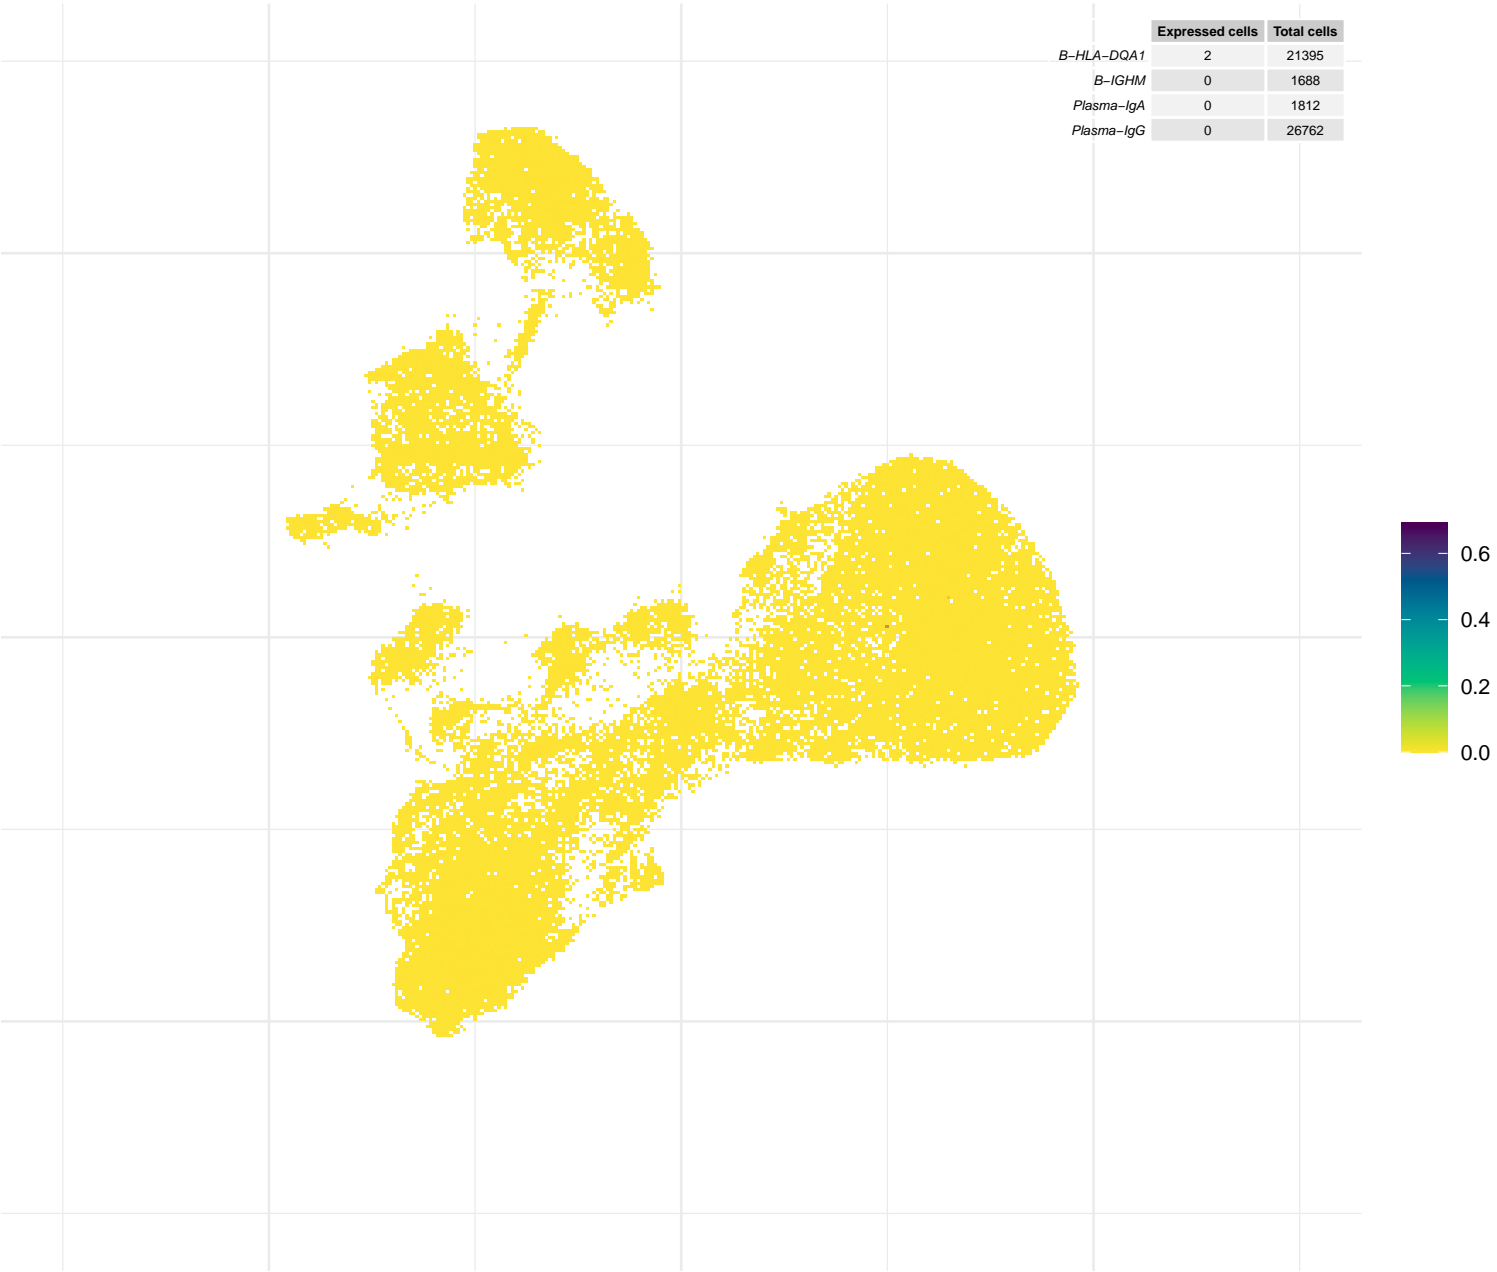 Expressed cells Total cells
B−HLA−DQA1 2 21395
B−IGHM 0 1688
Plasma−IgA 0 1812
Plasma−IgG 0 26762
0.6
0.4
0.2
0.0